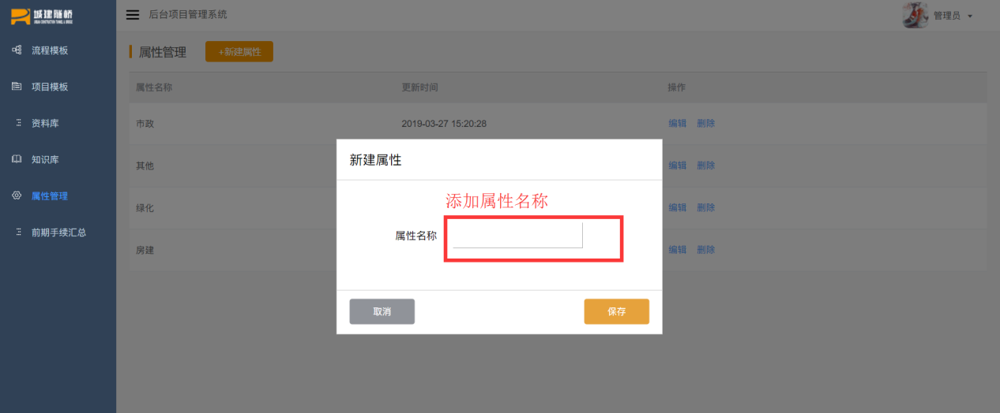 城建隧桥
后台项目管理系统
管理员
流程模板
项目模板
资料库
知识库
属性管理
前期手续汇总
属性管理
+新建属性
属性名称 更新时间 操作
市政 2019-03-27 15:20:28 编辑 删除
其他 编辑 删除
绿化 编辑 删除
房建 编辑 删除
新建属性
添加属性名称
属性名称
取消 保存